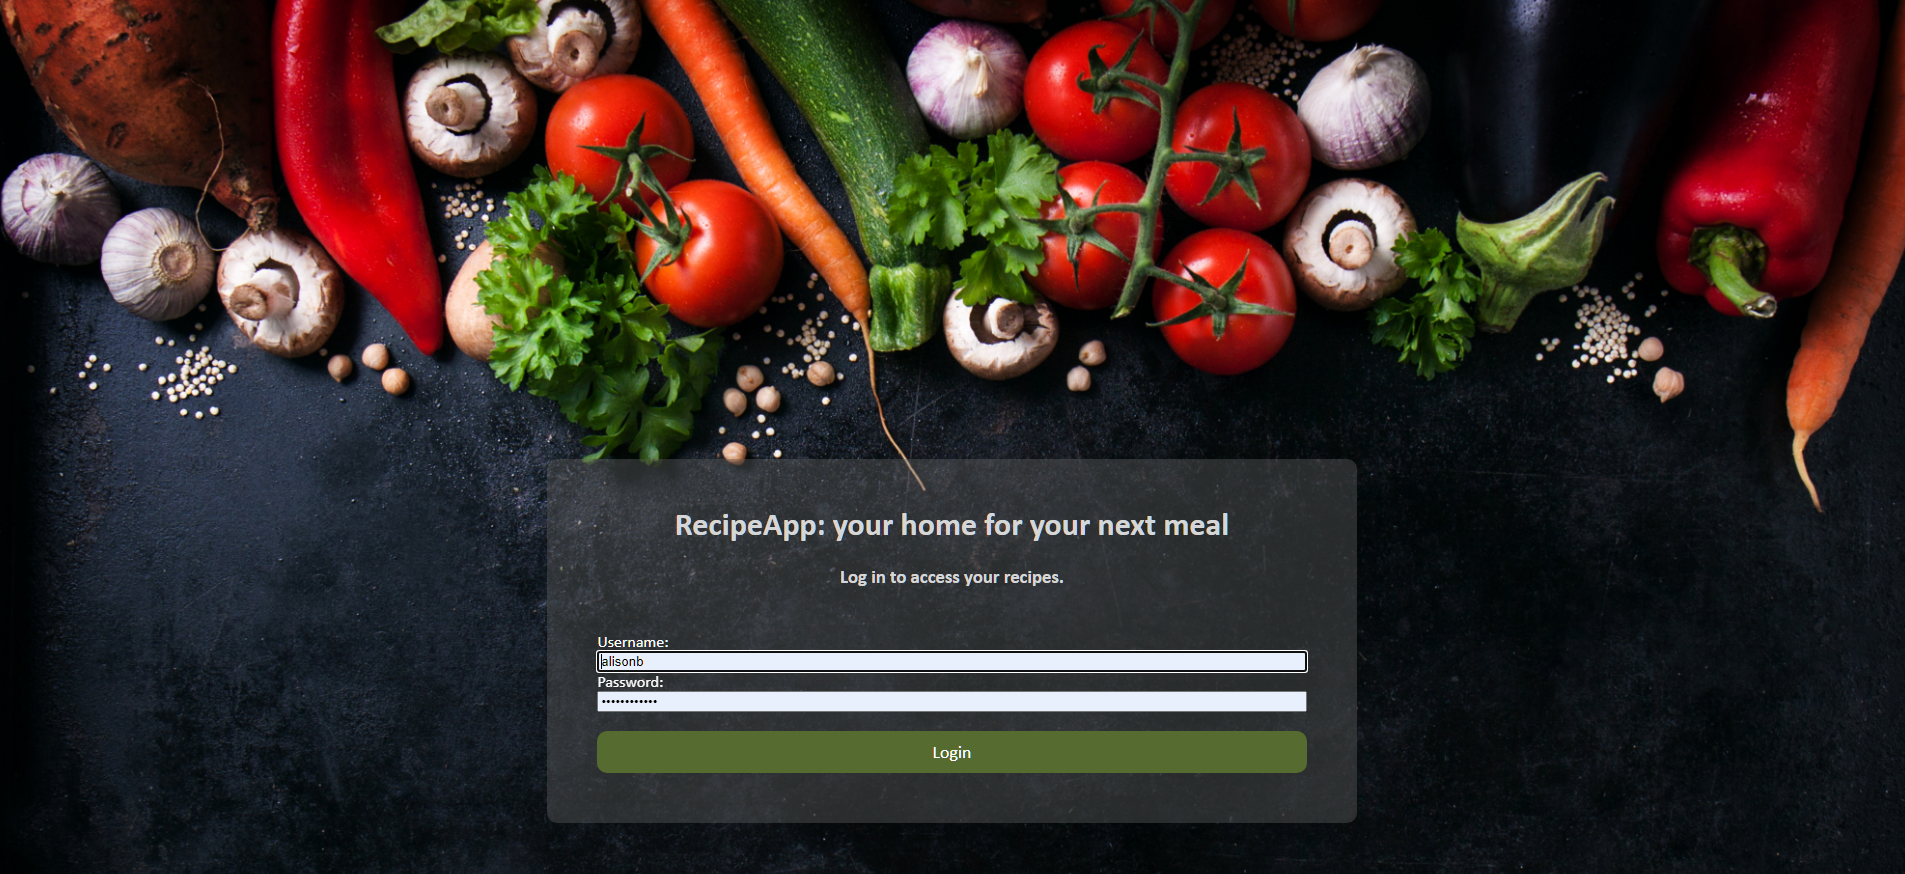 RecipeApp: your home for your next meal
Log in to access your recipes.
Username:
alisonb
Password:
••••••••••••
Login